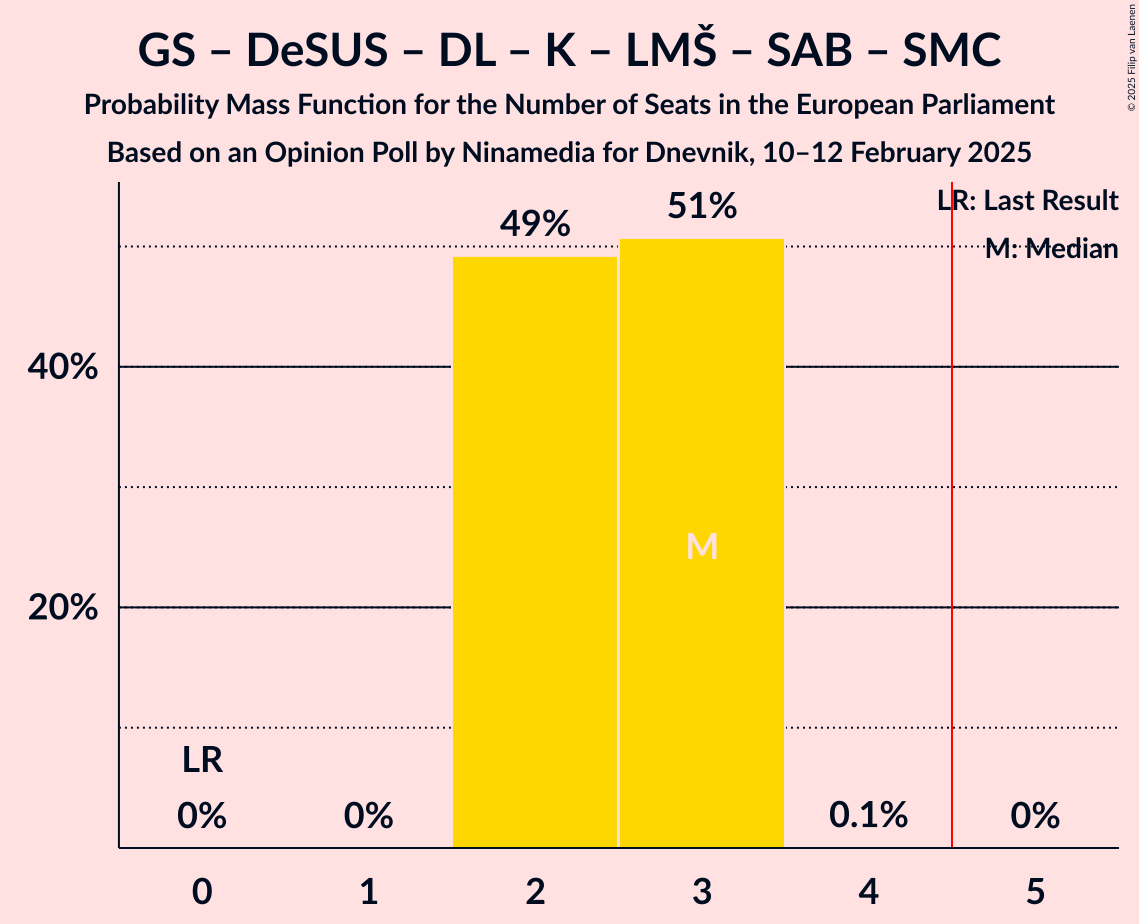 GS – DeSUS – DL – K – LMŠ – SAB – SMC
Probability Mass Function for the Number of Seats in the European Parliament
Based on an Opinion Poll by Ninamedia for Dnevnik, 10–12 February 2025
© 2025 Filip van Laenen
LR: Last Result
M: Median
49%
51%
40%
20%
M
LR
0%
0%
0.1%
0%
0
1
2
3
4
5